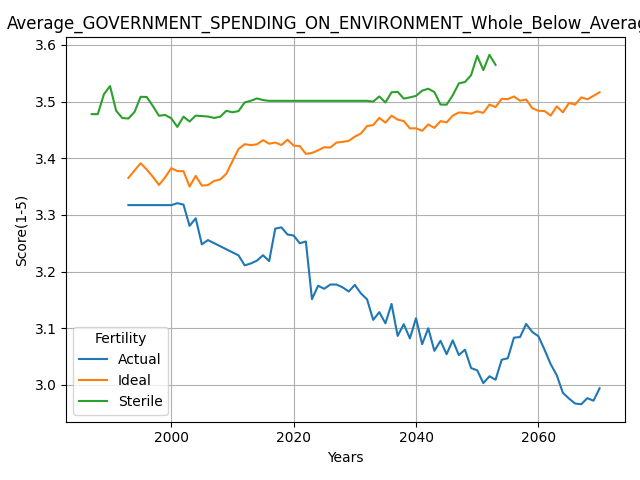 Average_GOVERNMENT_SPENDING_ON_ENVIRONMENT_Whole_Below_Averag
3.6
3.5
3.4
3.3
3.2
3.1
3.0
Score(1-5)
Fertility
Actual
Ideal
Sterile
2000 2020 2040 2060
Years